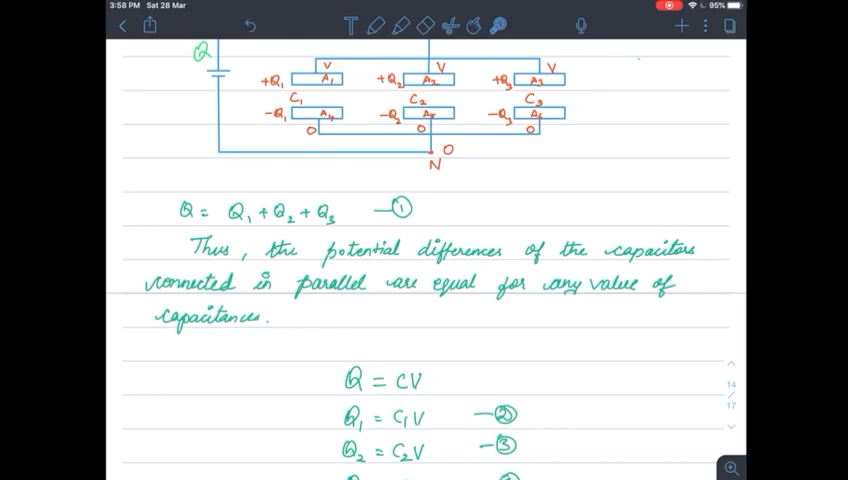 3:58 PM Sat 28 Mar
95%
Q
V V V
+Q₁ A₁ +Q₂ A₂ +Q₃ A₃
C₁ C₂ C₃
-Q₁ A₄ -Q₂ A₅ -Q₃ A₆
0 0 0
0
N
Q = Q₁ + Q₂ + Q₃ —①
Thus, the potential differences of the capacitors
connected in parallel are equal for any value of
capacitances.
Q = CV
14
/
17
Q₁ = C₁V —②
Q₂ = C₂V —③